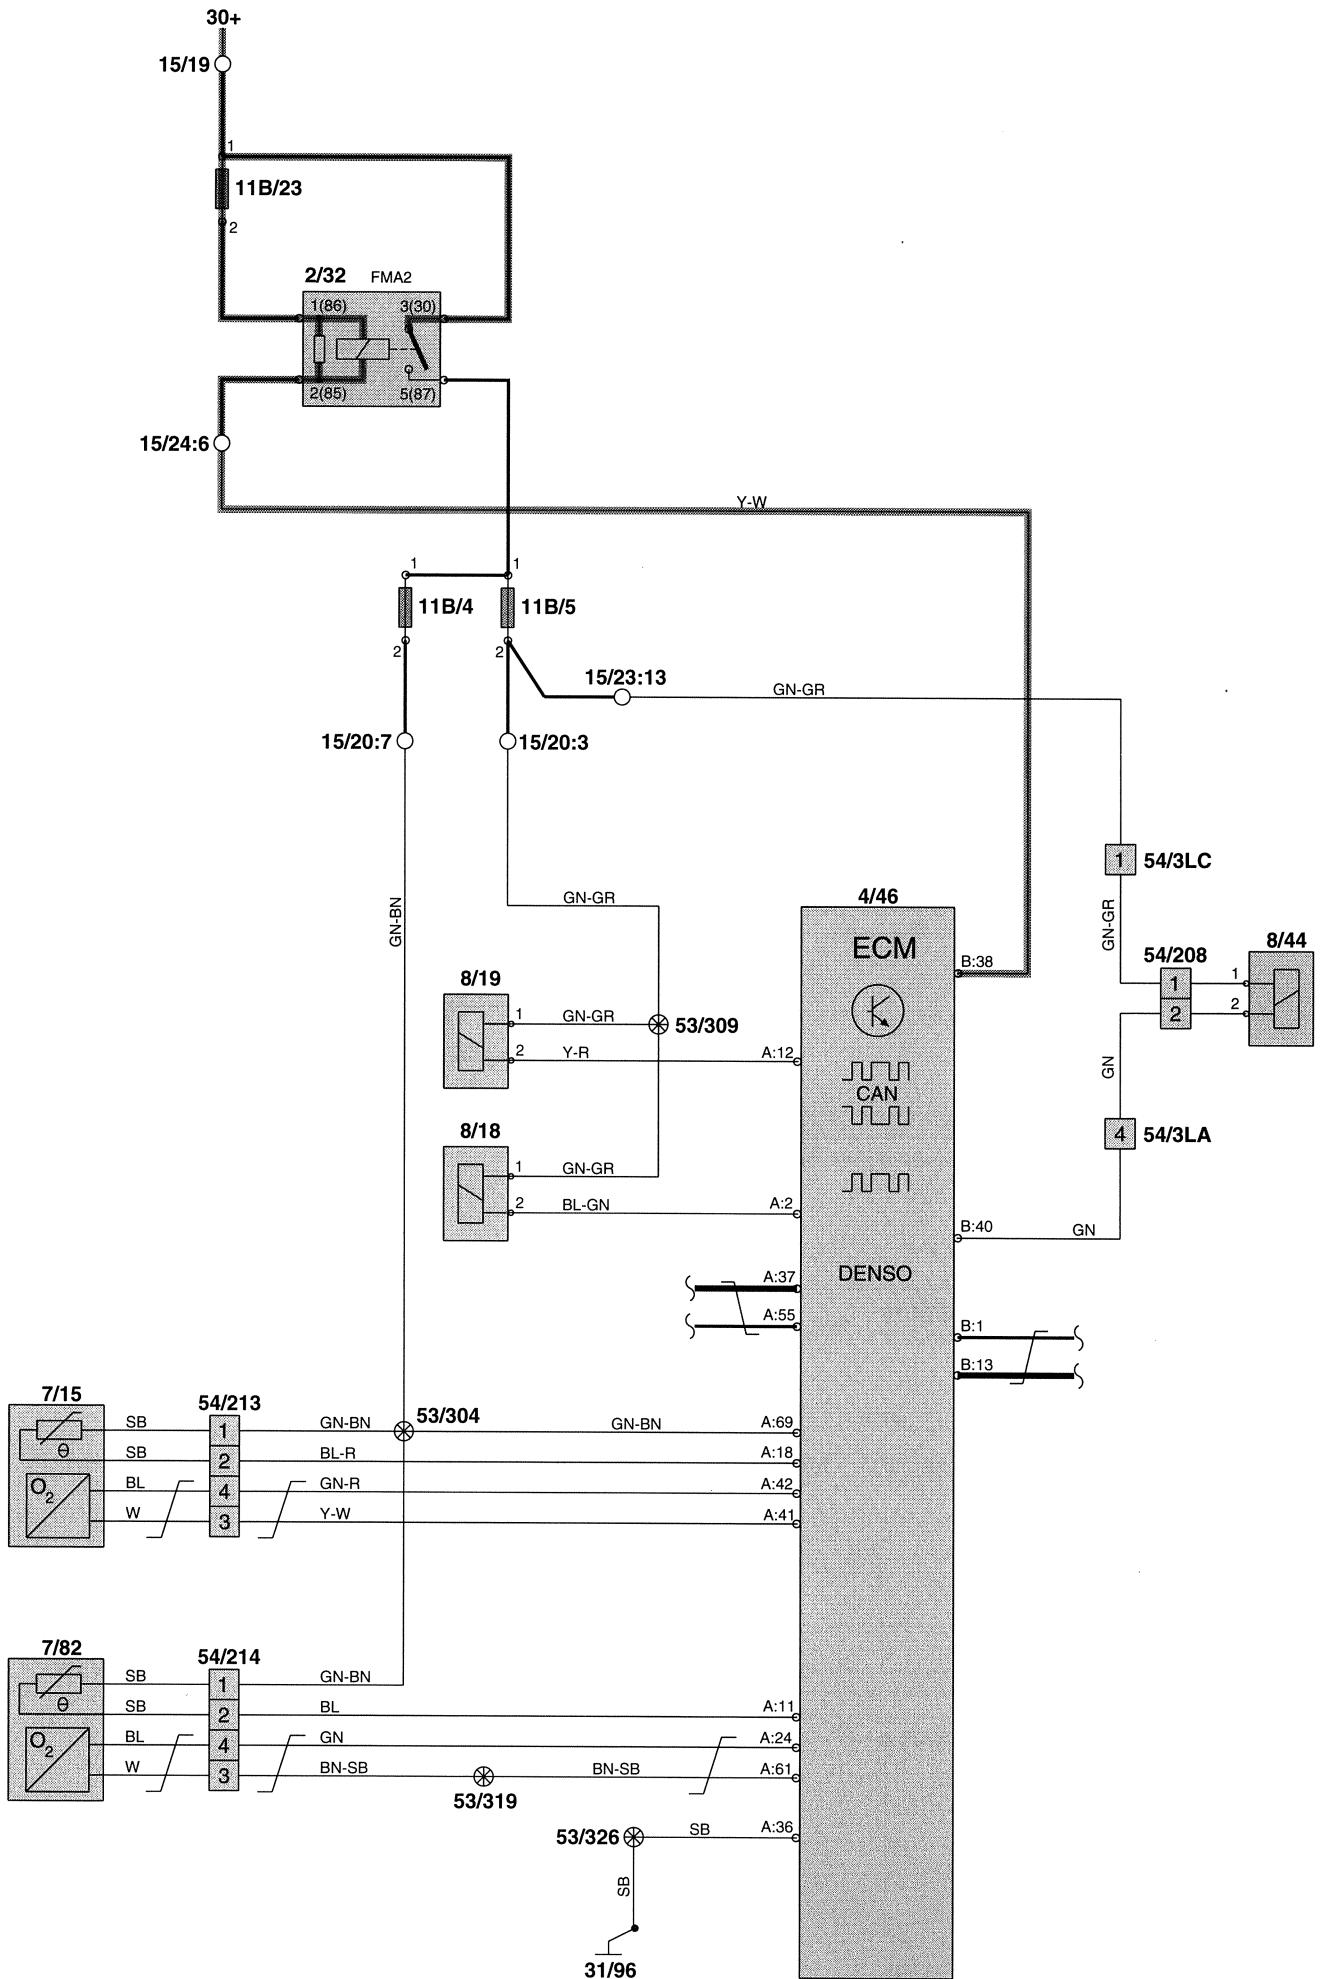 30+
15/19
1
11B/23
2
2/32 FMA2
1(86) 3(30)
2(85) 5(87)
15/24:6
Y-W
1 1
11B/4 11B/5
2 2
15/23:13
GN-GR
15/20:7 15/20:3
1 54/3LC
GN-BN
GN-GR
4/46
GN-GR
ECM
B:38
54/208 8/44
1 1
2 2
8/19
1 GN-GR 53/309
2 Y-R A:12
CAN
GN
4 54/3LA
8/18
1 GN-GR
2 BL-GN A:2
B:40 GN
DENSO
A:37
A:55
B:1
B:13
7/15 54/213
SB 1 GN-BN 53/304 GN-BN A:69
θ
SB 2 BL-R A:18
O2 BL 4 GN-R A:42
W 3 Y-W A:41
7/82 54/214
SB 1 GN-BN
θ
SB 2 BL A:11
O2 BL 4 GN A:24
W 3 BN-SB BN-SB A:61
53/319
53/326 SB A:36
SB
31/96